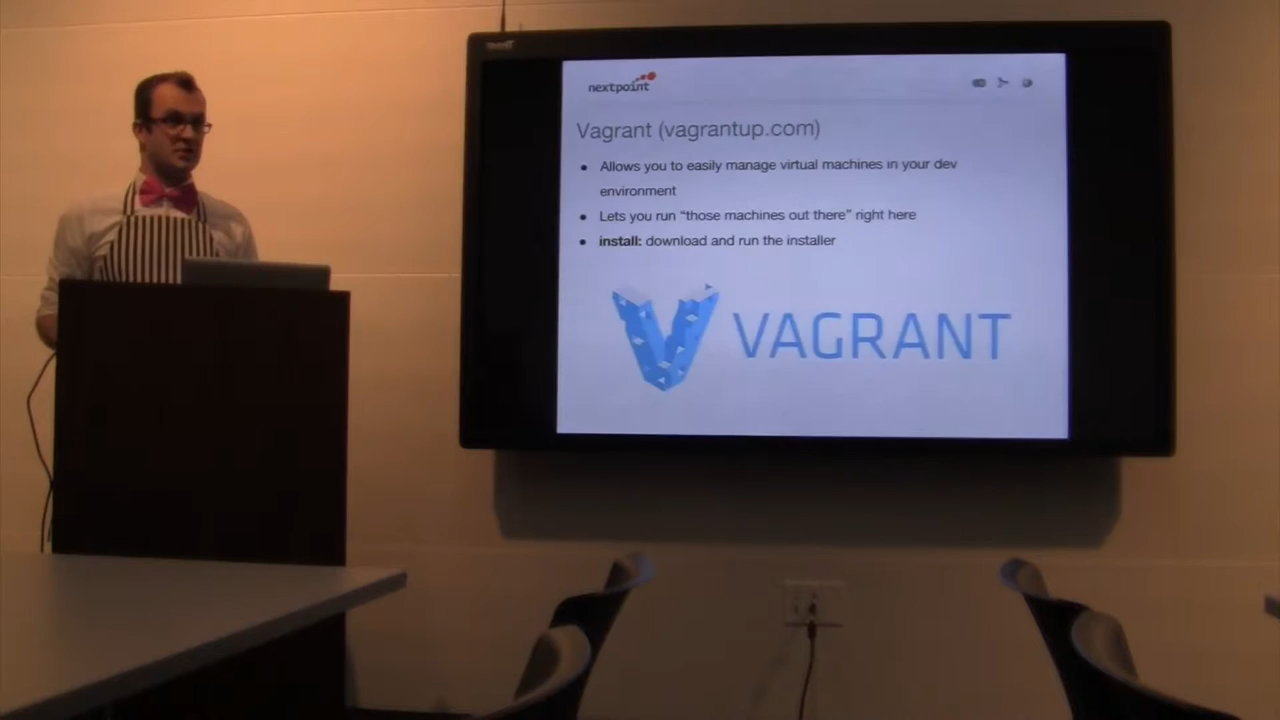 nextpoint
Vagrant (vagrantup.com)
• Allows you to easily manage virtual machines in your dev
environment
• Lets you run “those machines out there” right here
• install: download and run the installer
VAGRANT